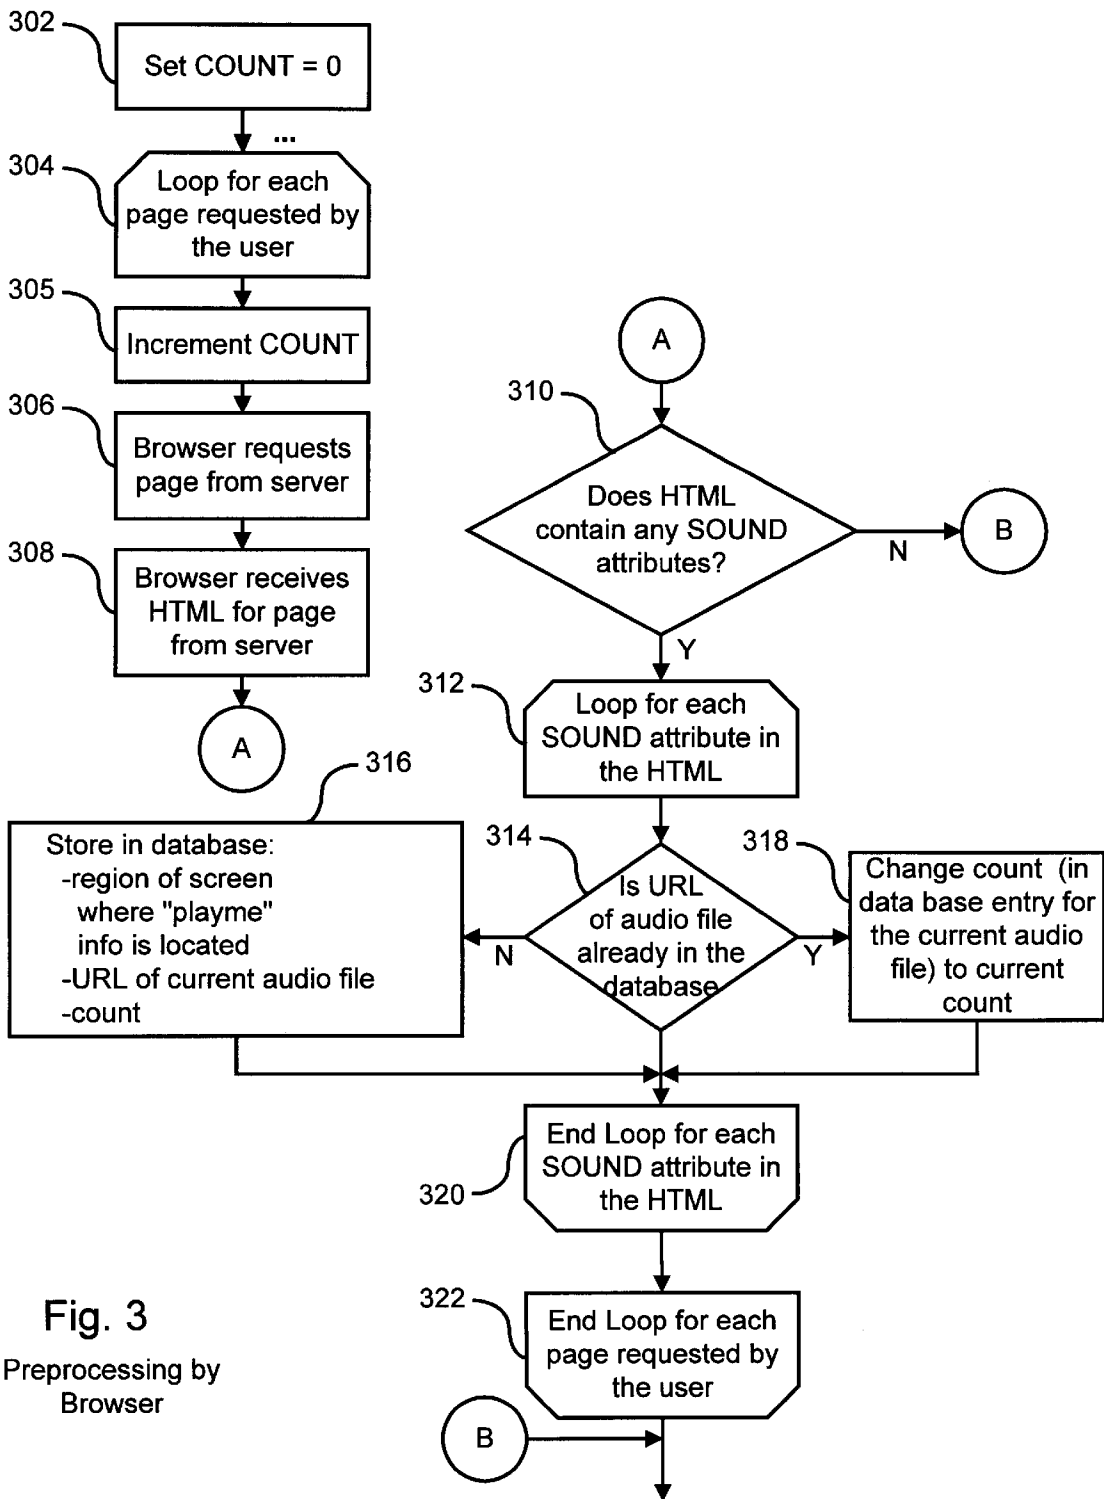 302
Set COUNT = 0
...
304
Loop for each
page requested by
the user
305
Increment COUNT
306
Browser requests
page from server
308
Browser receives
HTML for page
from server
A
A
310
Does HTML
contain any SOUND
attributes?
N
B
Y
312
Loop for each
SOUND attribute in
the HTML
314
Is URL
of audio file
already in the
database
N
Y
316
Store in database:
-region of screen
where "playme"
info is located
-URL of current audio file
-count
318
Change count (in
data base entry for
the current audio
file) to current
count
320
End Loop for each
SOUND attribute in
the HTML
322
End Loop for each
page requested by
the user
B
Fig. 3
Preprocessing by
Browser